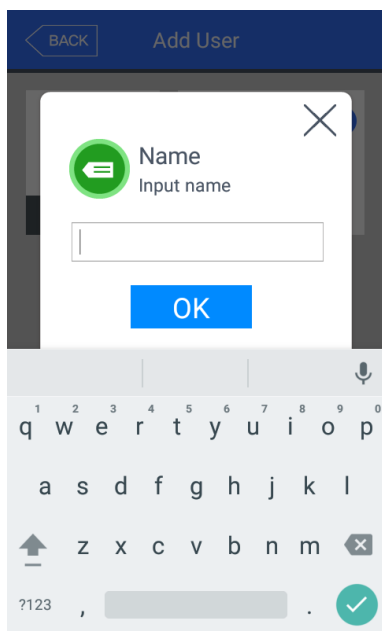 BACK Add User
Name
Input name
OK
1 2 3 4 5 6 7 8 9 0
q w e r t y u i o p
a s d f g h j k l
z x c v b n m
?123 , .